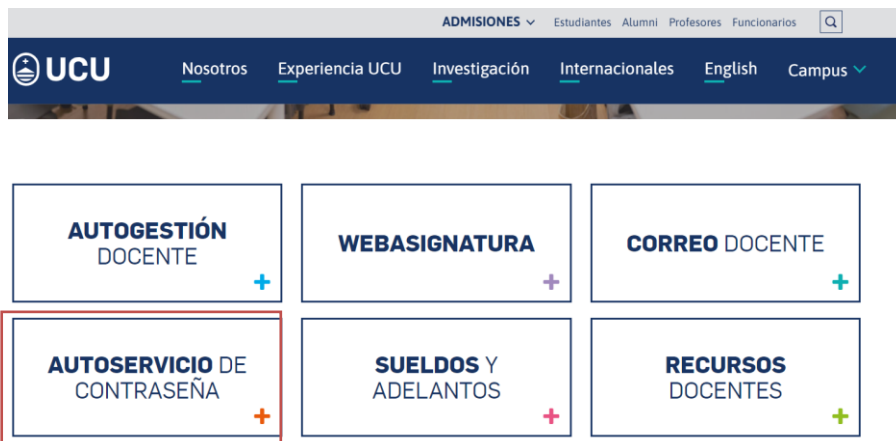 ADMISIONES Estudiantes Alumni Profesores Funcionarios
UCU Nosotros Experiencia UCU Investigación Internacionales English Campus
AUTOGESTIÓN
DOCENTE
WEBASIGNATURA
CORREO DOCENTE
AUTOSERVICIO DE
CONTRASEÑA
SUELDOS Y
ADELANTOS
RECURSOS
DOCENTES